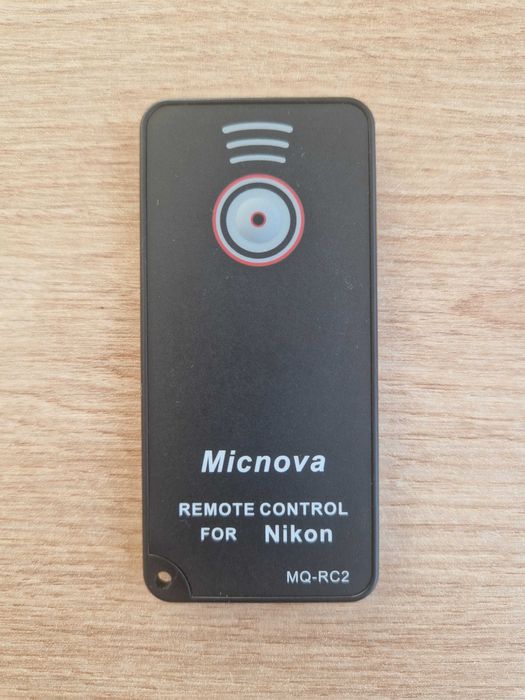 Micnova
REMOTE CONTROL
FOR Nikon
MQ-RC2